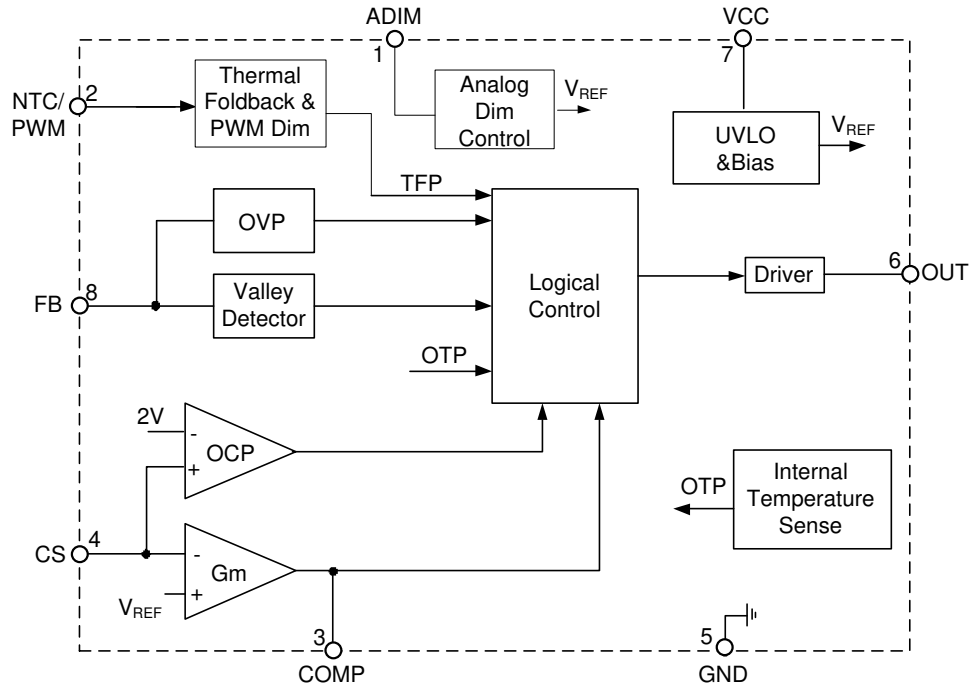 ADIM
1
VCC
7
NTC/
PWM
2
Thermal
Foldback &
PWM Dim
Analog
Dim
Control
VREF
UVLO
&Bias
VREF
TFP
OVP
FB
8
Valley
Detector
Logical
Control
Driver
6
OUT
OTP
2V
-
+
OCP
CS
4
-
+
Gm
VREF
OTP
Internal
Temperature
Sense
3
COMP
5
GND